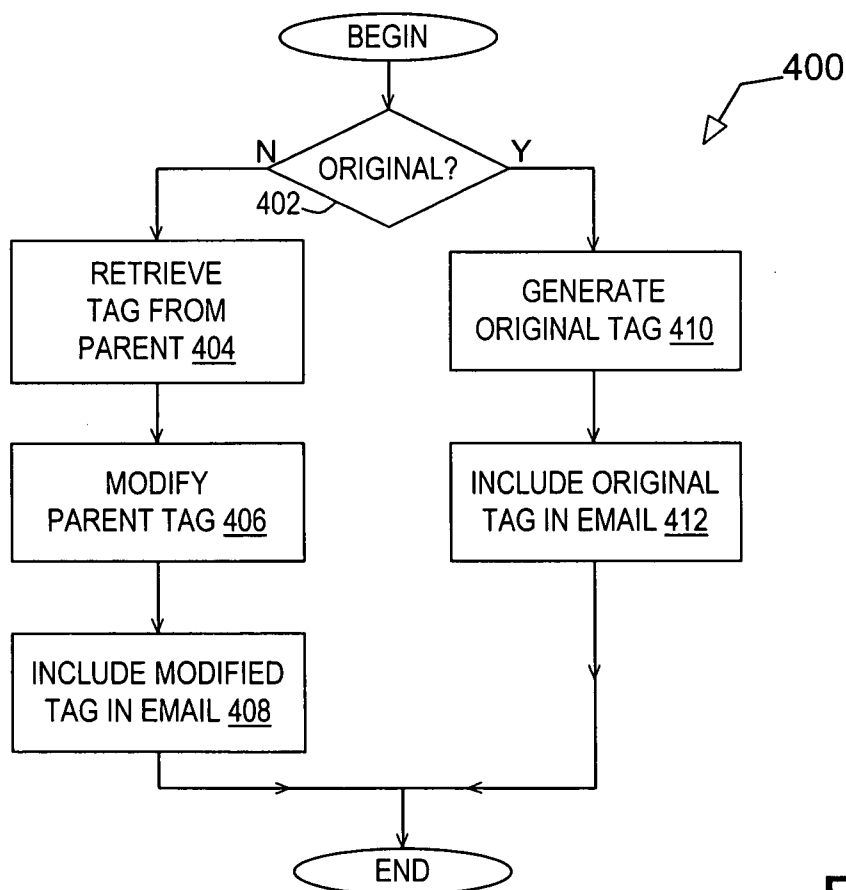 BEGIN
400
N
ORIGINAL?
Y
402
RETRIEVE
TAG FROM
PARENT 404
GENERATE
ORIGINAL TAG 410
MODIFY
PARENT TAG 406
INCLUDE ORIGINAL
TAG IN EMAIL 412
INCLUDE MODIFIED
TAG IN EMAIL 408
END